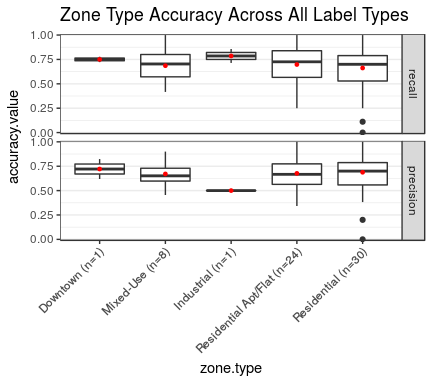 Zone Type Accuracy Across All Label Types
accuracy.value
1.00
0.75
0.50
0.25
0.00
recall
1.00
0.75
0.50
0.25
0.00
precision
Downtown (n=1)
Mixed-Use (n=8)
Industrial (n=1)
Residential Apt/Flat (n=24)
Residential (n=30)
zone.type